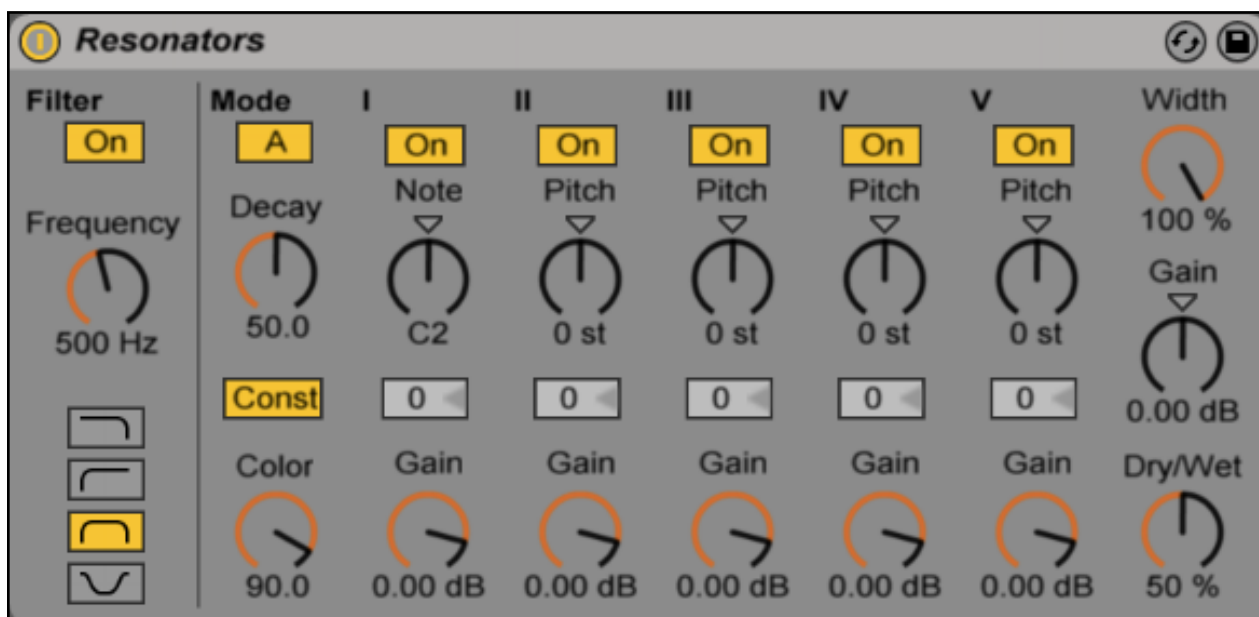 Resonators
Filter Mode I II III IV V Width
On A On On On On On
Note Pitch Pitch Pitch Pitch
Frequency Decay 100 %
Gain
500 Hz 50.0 C2 0 st 0 st 0 st 0 st
Const 0 0 0 0 0 0.00 dB
Color Gain Gain Gain Gain Gain Dry/Wet
90.0 0.00 dB 0.00 dB 0.00 dB 0.00 dB 0.00 dB 50 %